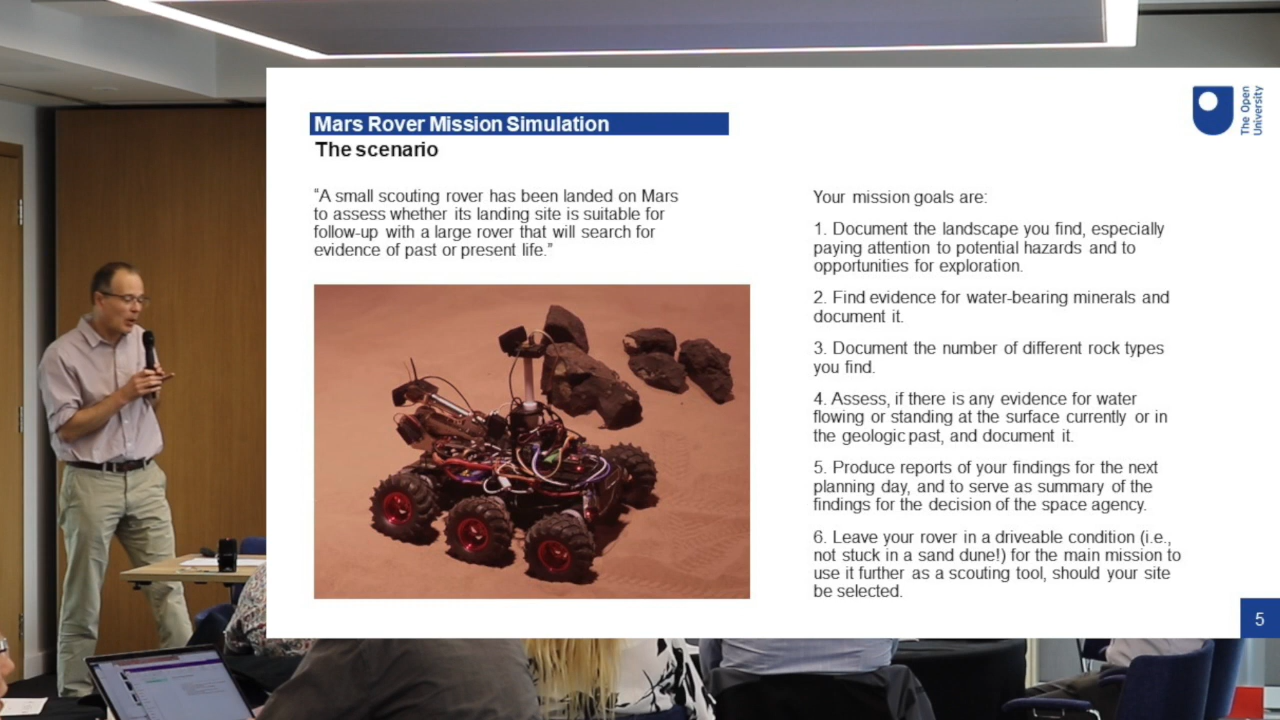 The Open
University
Mars Rover Mission Simulation
The scenario
"A small scouting rover has been landed on Mars
to assess whether its landing site is suitable for
follow-up with a large rover that will search for
evidence of past or present life."
Your mission goals are:
1. Document the landscape you find, especially
paying attention to potential hazards and to
opportunities for exploration.
2. Find evidence for water-bearing minerals and
document it.
3. Document the number of different rock types
you find.
4. Assess, if there is any evidence for water
flowing or standing at the surface currently or in
the geologic past, and document it.
5. Produce reports of your findings for the next
planning day, and to serve as summary of the
findings for the decision of the space agency.
6. Leave your rover in a driveable condition (i.e.,
not stuck in a sand dune!) for the main mission to
use it further as a scouting tool, should your site
be selected.
5